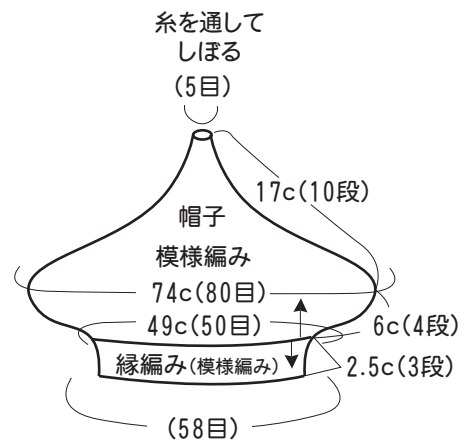 糸を通して
しぼる
(5目)
17c(10段)
帽子
模様編み
74c(80目)
49c(50目)
6c(4段)
縁編み(模様編み)
2.5c(3段)
(58目)